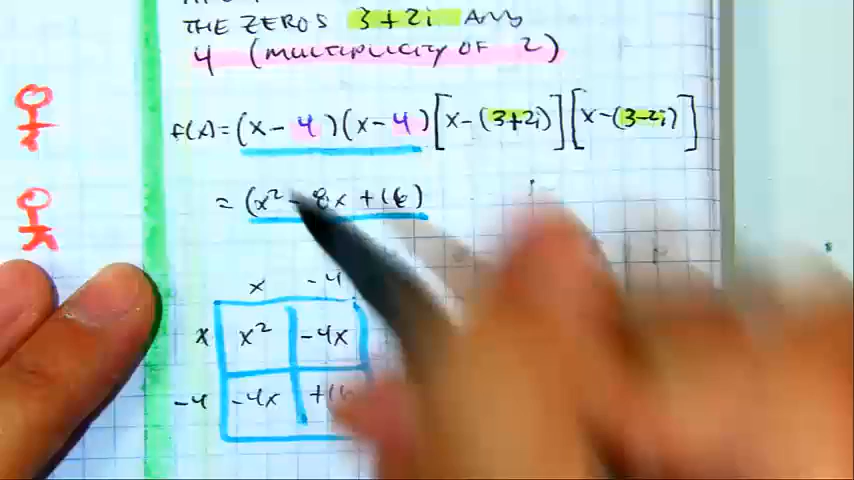 THE ZEROS 3+2i AND
4 (MULTIPLICITY OF 2)
f(x) = (x - 4)(x - 4)[x - (3+2i)][x - (3-2i)]
= (x² - 8x + 16)
x -4
x x² -4x
-4 -4x